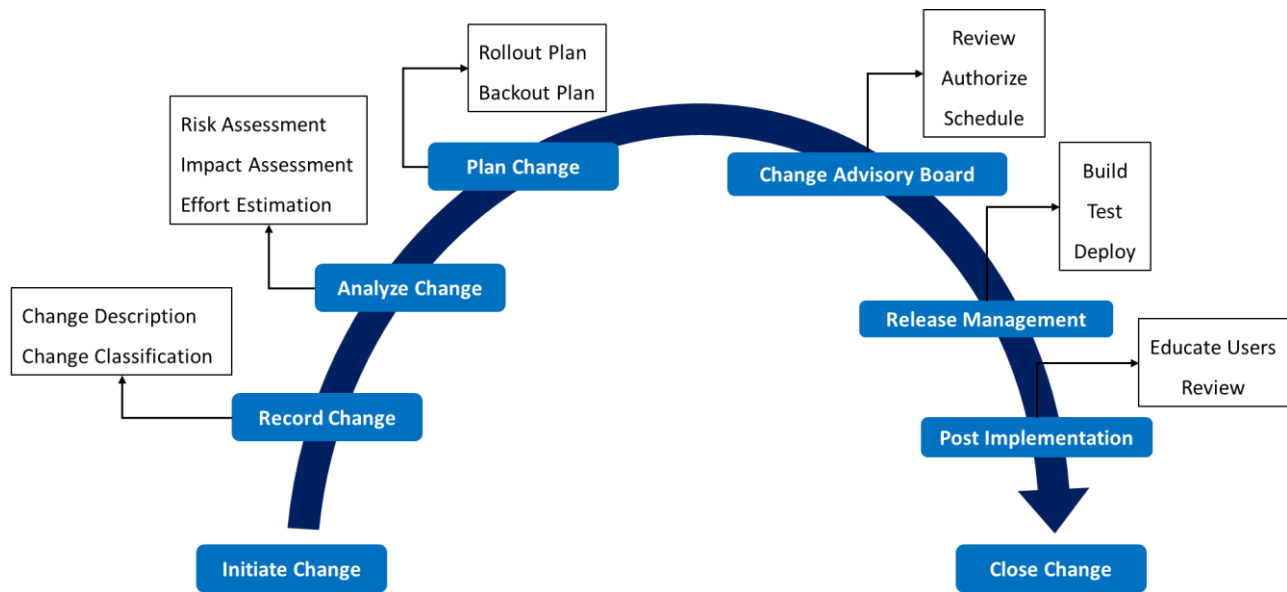 Initiate Change
Record Change
Change Description
Change Classification
Analyze Change
Risk Assessment
Impact Assessment
Effort Estimation
Plan Change
Rollout Plan
Backout Plan
Change Advisory Board
Review
Authorize
Schedule
Release Management
Build
Test
Deploy
Post Implementation
Educate Users
Review
Close Change